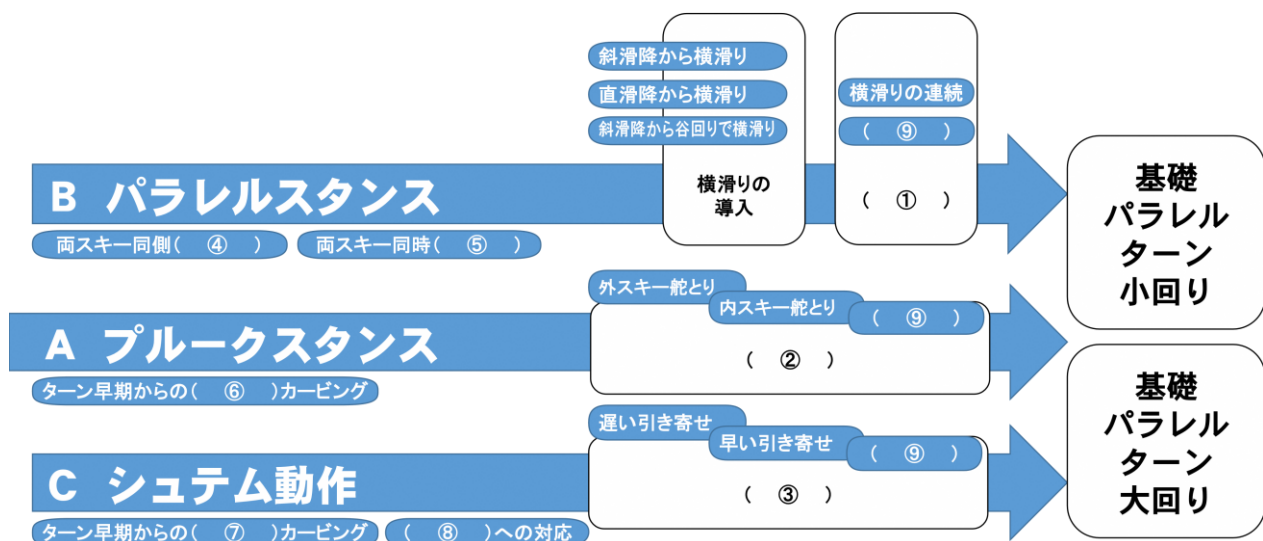 斜滑降から横滑り
直滑降から横滑り
斜滑降から谷回りで横滑り
横滑りの
導入
横滑りの連続
( ⑨ )
( ① )
B パラレルスタンス
両スキー同側( ④ )
両スキー同時( ⑤ )
基礎
パラレル
ターン
小回り
外スキー舵とり
内スキー舵とり
( ⑨ )
( ② )
A プルークスタンス
ターン早期からの( ⑥ )カービング
遅い引き寄せ
早い引き寄せ
( ⑨ )
( ③ )
C シュテム動作
ターン早期からの( ⑦ )カービング
( ⑧ )への対応
基礎
パラレル
ターン
大回り